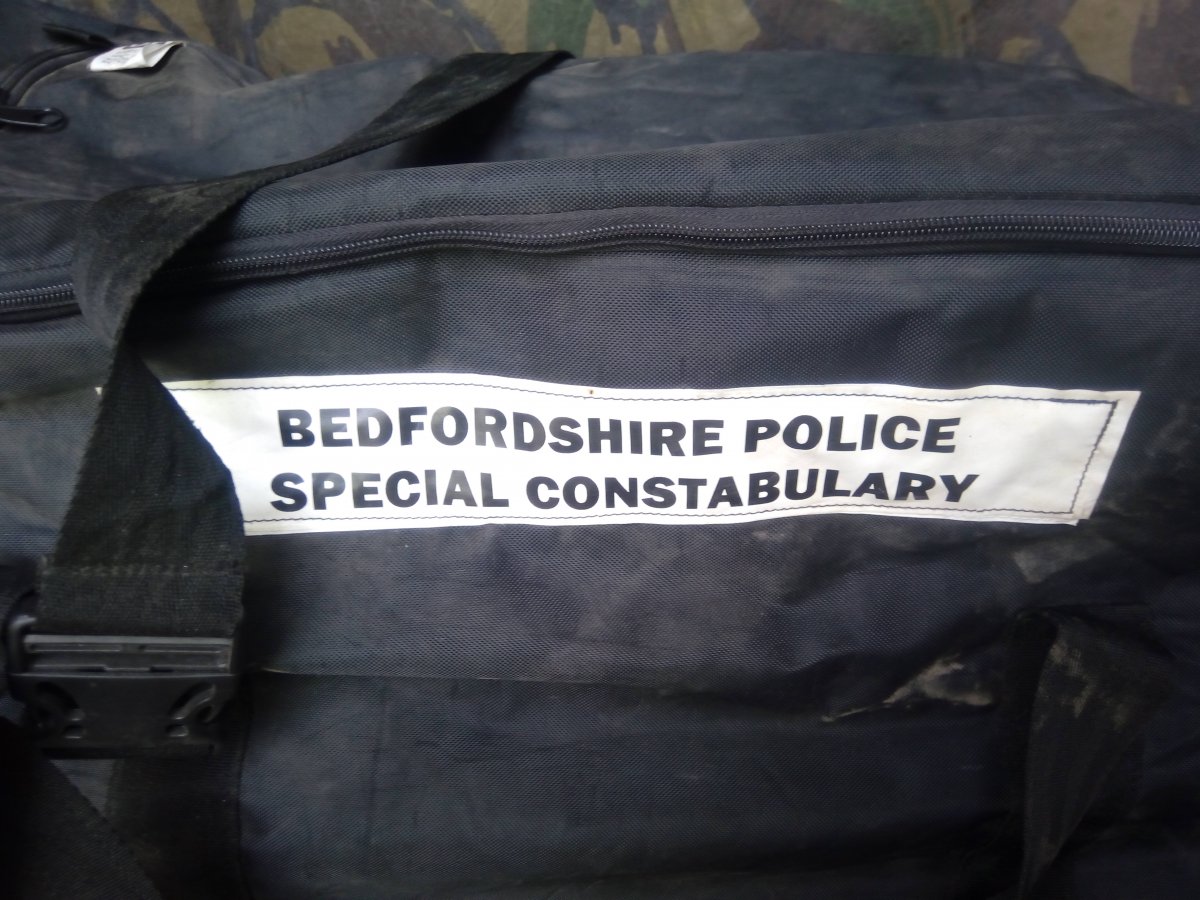 BEDFORDSHIRE POLICE
SPECIAL CONSTABULARY